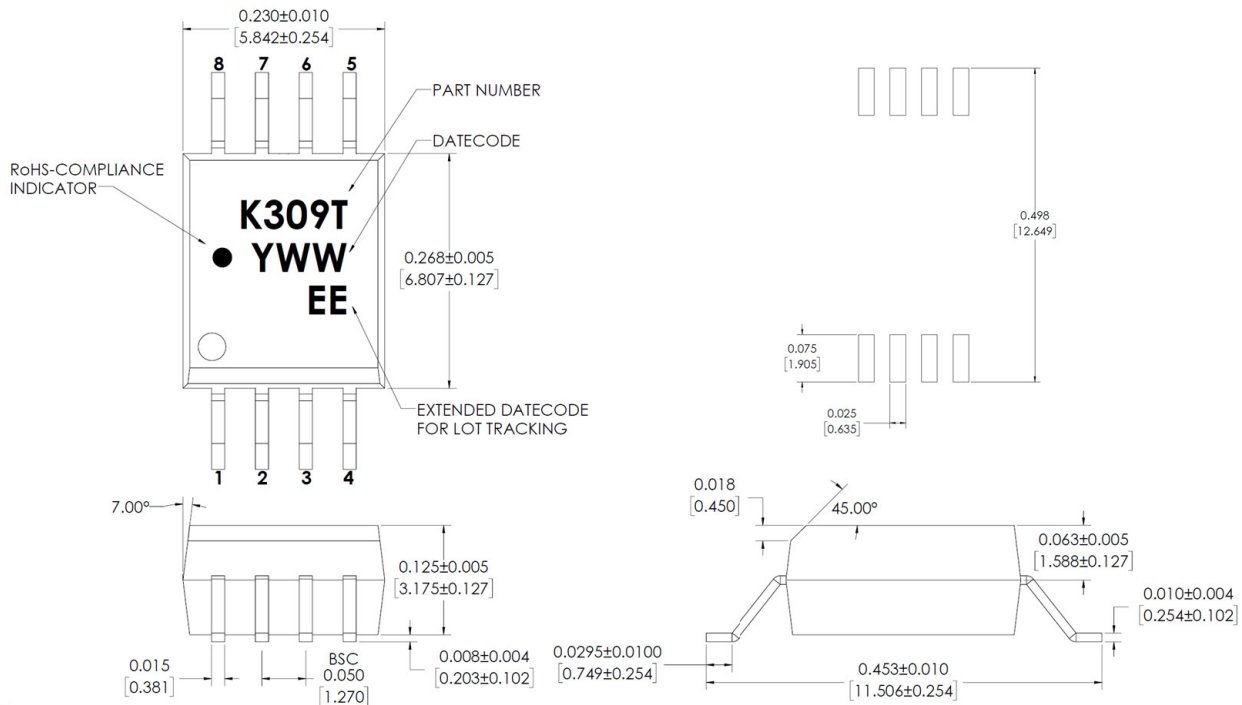 0.230±0.010
[5.842±0.254]
8 7 6 5
PART NUMBER
DATECODE
RoHS-COMPLIANCE
INDICATOR
K309T
YWW
EE
0.268±0.005
[6.807±0.127]
EXTENDED DATECODE
FOR LOT TRACKING
1 2 3 4
0.498
[12.649]
0.075
[1.905]
0.025
[0.635]
7.00°
0.125±0.005
[3.175±0.127]
0.015
[0.381]
BSC
0.050
[1.270]
0.008±0.004
[0.203±0.102]
0.018
[0.450]
45.00°
0.063±0.005
[1.588±0.127]
0.010±0.004
[0.254±0.102]
0.0295±0.0100
[0.749±0.254]
0.453±0.010
[11.506±0.254]